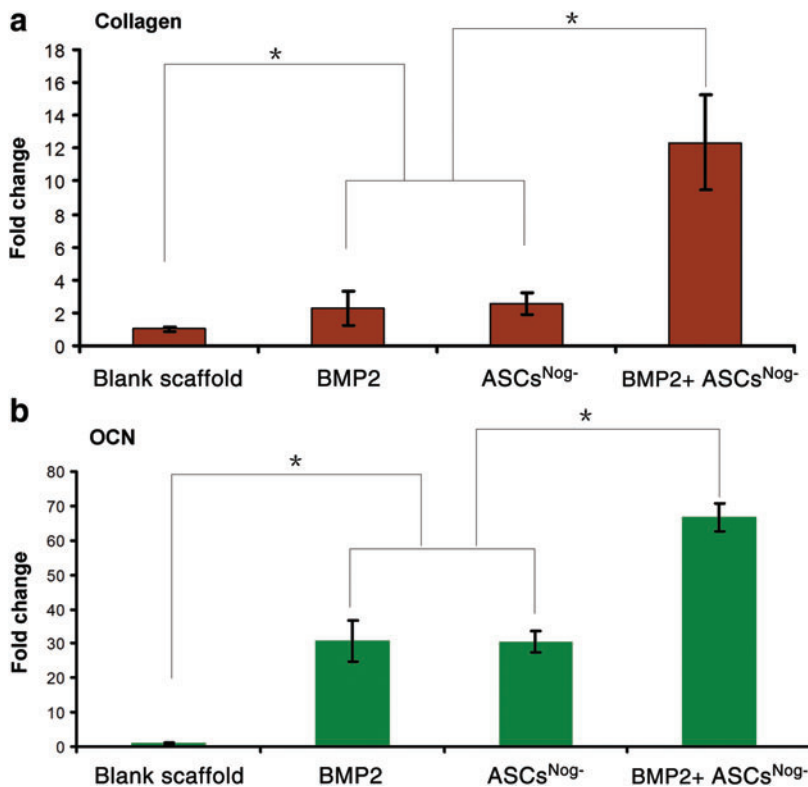 a
Collagen
*
*
18
16
14
12
10
8
6
4
2
0
Fold change
Blank scaffold BMP2 ASCsNog- BMP2+ ASCsNog-
b
OCN
*
*
80
70
60
50
40
30
20
10
0
Fold change
Blank scaffold BMP2 ASCsNog- BMP2+ ASCsNog-